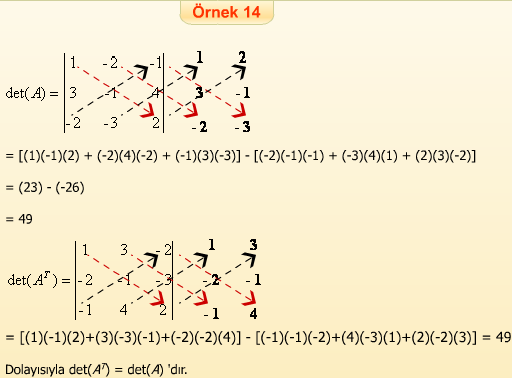 Örnek 14
1 -2 -1 1 2
det(A) = 3 -1 4 3 -1
-2 -3 2 -2 -3
= [(1)(-1)(2) + (-2)(4)(-2) + (-1)(3)(-3)] - [(-2)(-1)(-1) + (-3)(4)(1) + (2)(3)(-2)]
= (23) - (-26)
= 49
1 3 -2 1 3
det(Aᵀ) = -2 -1 -3 -2 -1
-1 4 2 -1 4
= [(1)(-1)(2)+(3)(-3)(-1)+(-2)(-2)(4)] - [(-1)(-1)(-2)+(4)(-3)(1)+(2)(-2)(3)] = 49
Dolayısıyla det(Aᵀ) = det(A) 'dır.